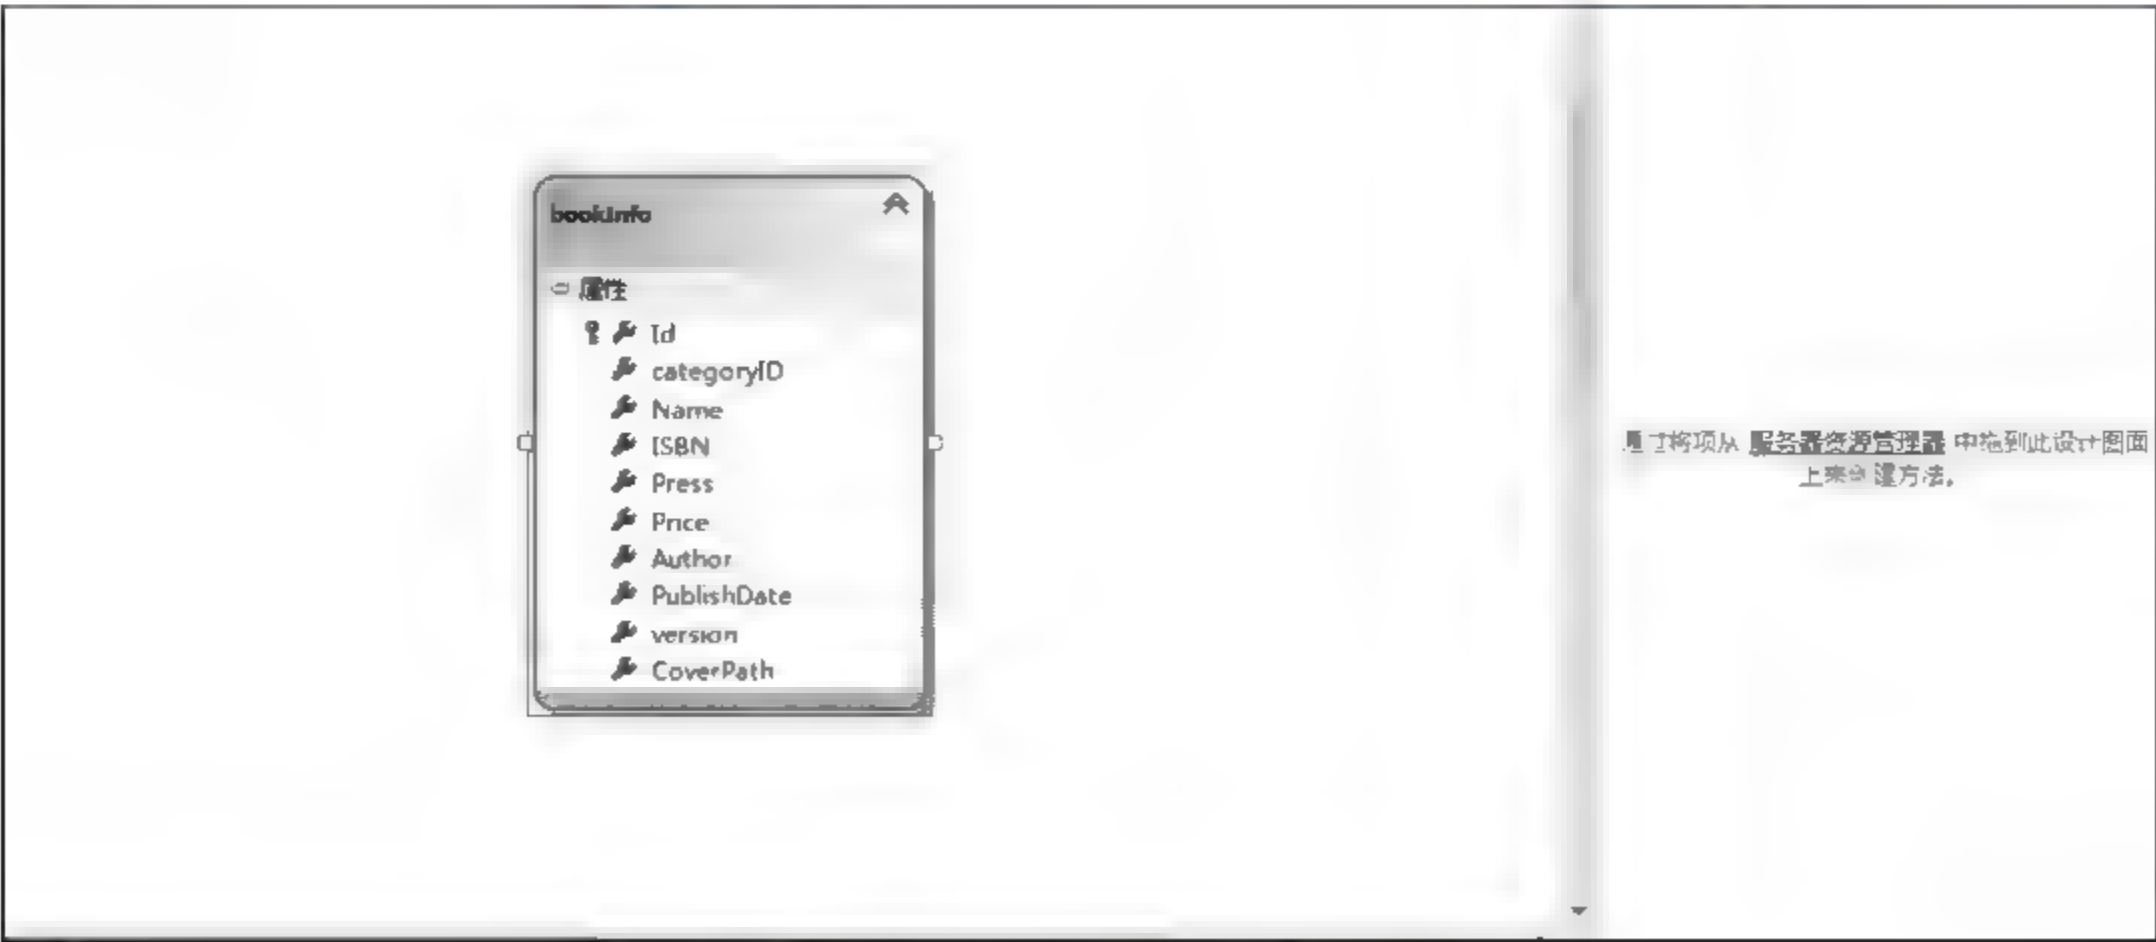 bookInfo
属性
Id
categoryID
Name
ISBN
Press
Price
Author
PublishDate
version
CoverPath
通过将项从 服务器资源管理器 中拖到此设计图面
上来创建方法。